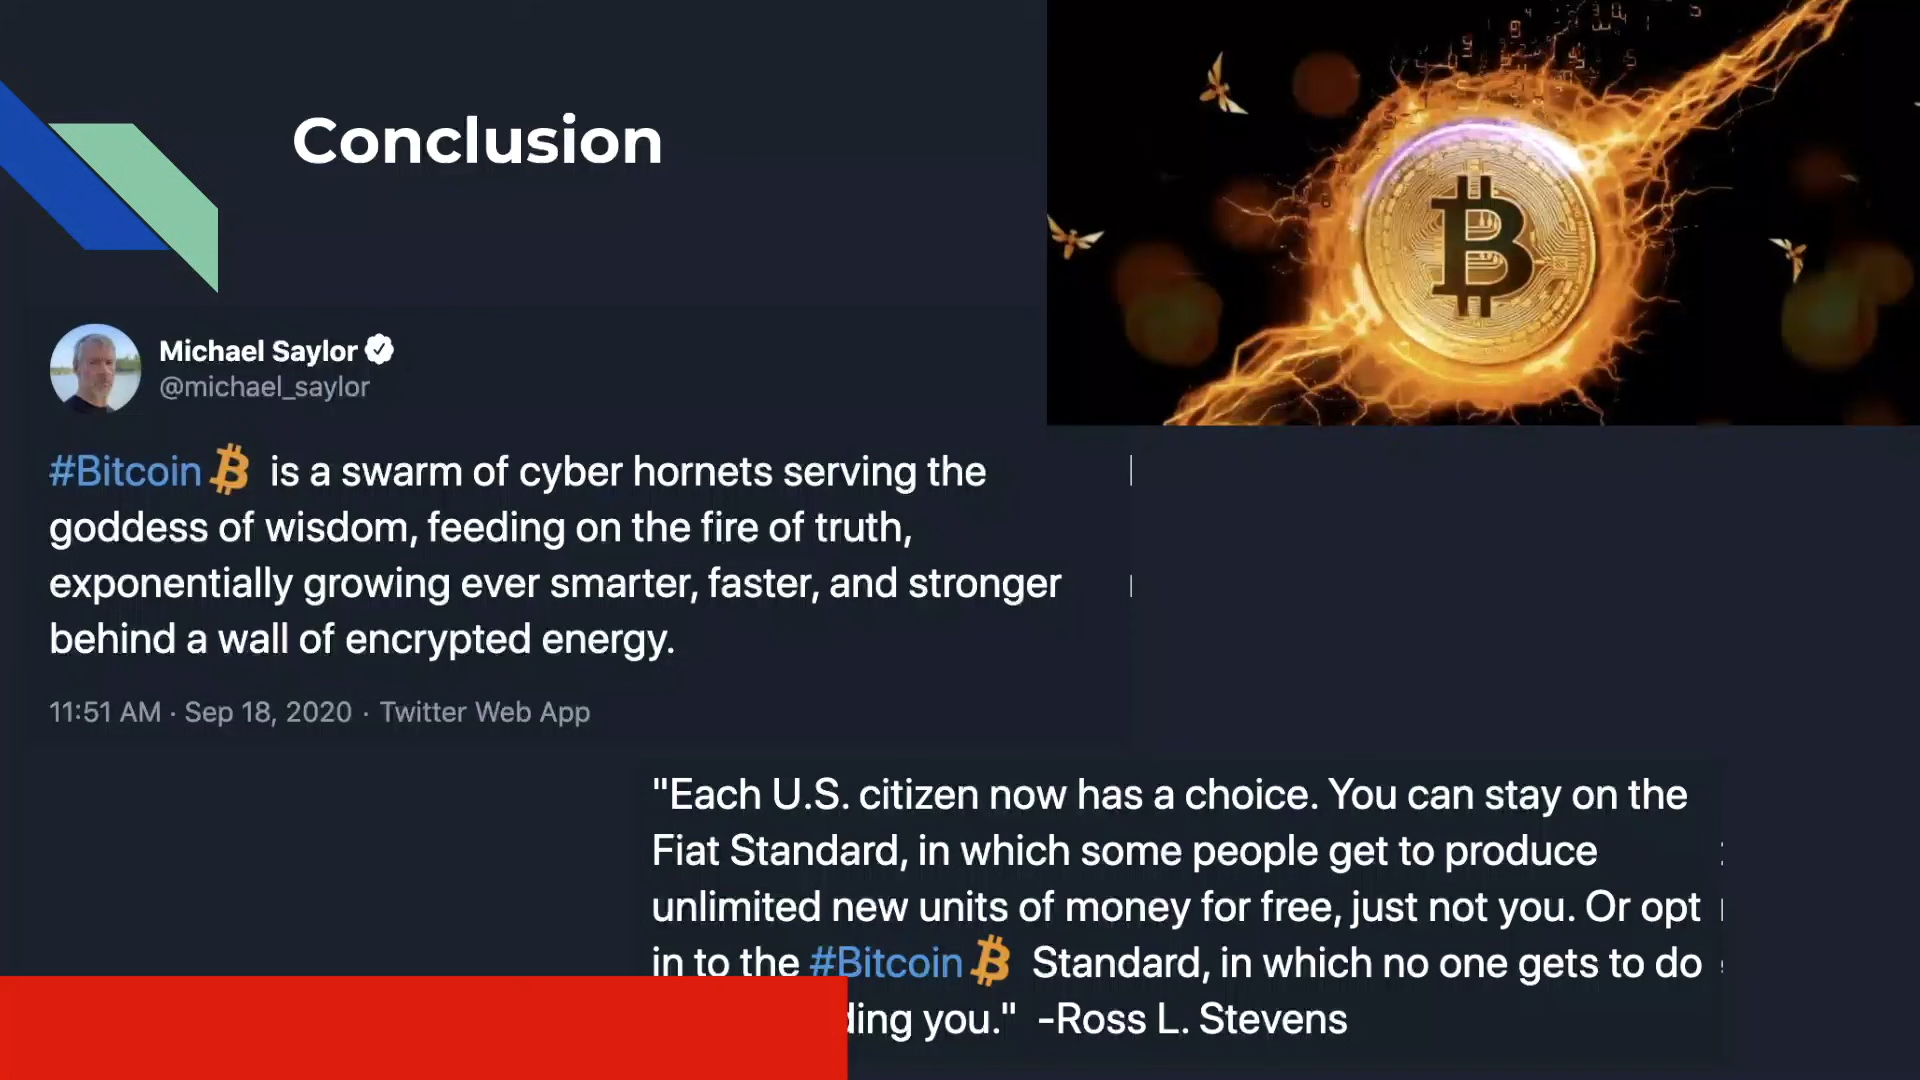 Conclusion
Michael Saylor
@michael_saylor
#Bitcoin is a swarm of cyber hornets serving the
goddess of wisdom, feeding on the fire of truth,
exponentially growing ever smarter, faster, and stronger
behind a wall of encrypted energy.
11:51 AM · Sep 18, 2020 · Twitter Web App
"Each U.S. citizen now has a choice. You can stay on the
Fiat Standard, in which some people get to produce
unlimited new units of money for free, just not you. Or opt
in to the #Bitcoin Standard, in which no one gets to do
ding you." -Ross L. Stevens